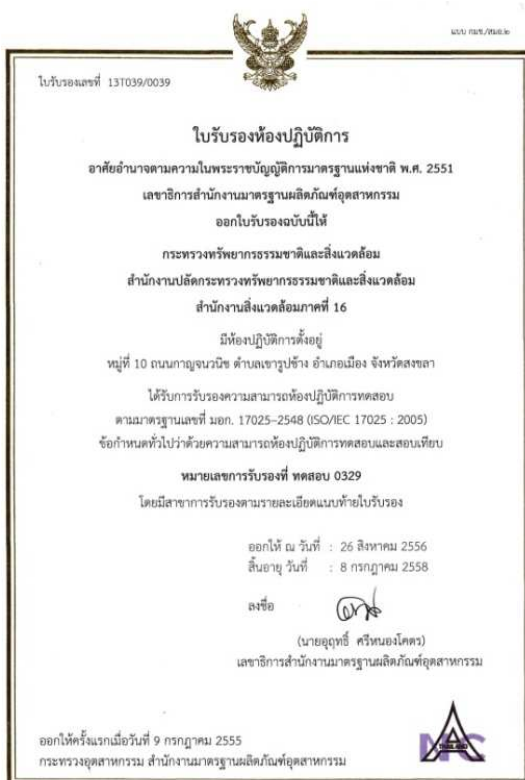 แบบ กมช./สมอ.๒
ใบรับรองเลขที่ 13T039/0039
ใบรับรองห้องปฏิบัติการ
อาศัยอำนาจตามความในพระราชบัญญัติการมาตรฐานแห่งชาติ พ.ศ. 2551
เลขาธิการสำนักงานมาตรฐานผลิตภัณฑ์อุตสาหกรรม
ออกใบรับรองฉบับนี้ให้
กระทรวงทรัพยากรธรรมชาติและสิ่งแวดล้อม
สำนักงานปลัดกระทรวงทรัพยากรธรรมชาติและสิ่งแวดล้อม
สำนักงานสิ่งแวดล้อมภาคที่ 16
มีห้องปฏิบัติการตั้งอยู่
หมู่ที่ 10 ถนนกาญจนวนิช ตำบลเขารูปช้าง อำเภอเมือง จังหวัดสงขลา
ได้รับการรับรองความสามารถห้องปฏิบัติการทดสอบ
ตามมาตรฐานเลขที่ มอก. 17025–2548 (ISO/IEC 17025 : 2005)
ข้อกำหนดทั่วไปว่าด้วยความสามารถห้องปฏิบัติการทดสอบและสอบเทียบ
หมายเลขการรับรองที่ ทดสอบ 0329
โดยมีสาขาการรับรองตามรายละเอียดแนบท้ายใบรับรอง
ออกให้ ณ วันที่ : 26 สิงหาคม 2556
สิ้นอายุ วันที่ : 8 กรกฎาคม 2558
ลงชื่อ
(นายอุฤทธิ์ ศรีหนองโคตร)
เลขาธิการสำนักงานมาตรฐานผลิตภัณฑ์อุตสาหกรรม
ออกให้ครั้งแรกเมื่อวันที่ 9 กรกฎาคม 2555
กระทรวงอุตสาหกรรม สำนักงานมาตรฐานผลิตภัณฑ์อุตสาหกรรม
THAILAND